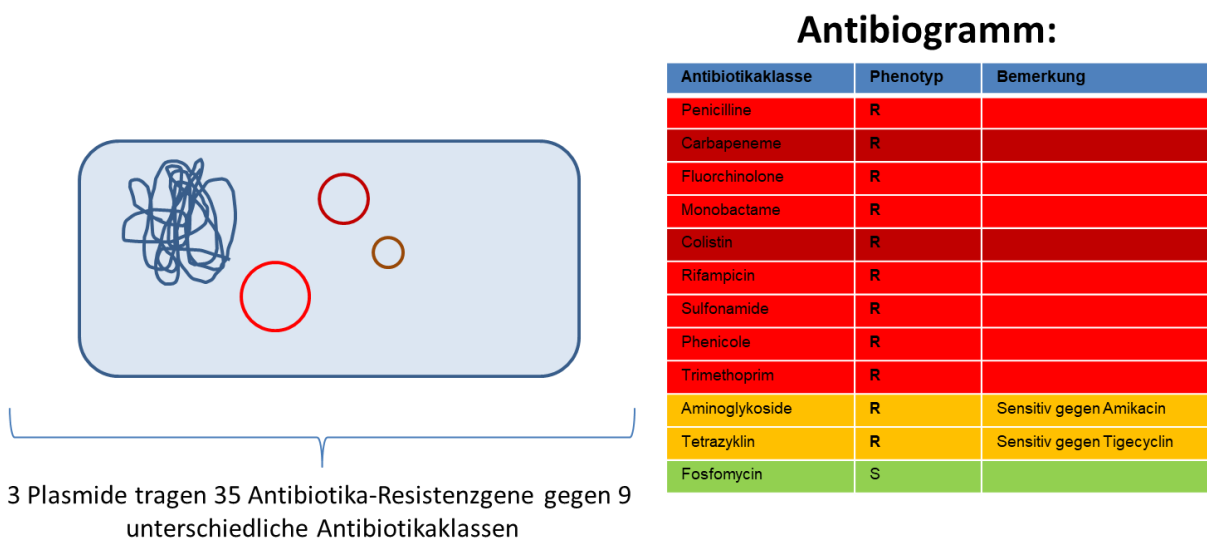 Antibiogramm:
Antibiotikaklasse Phenotyp Bemerkung
Penicilline R
Carbapeneme R
Fluorchinolone R
Monobactame R
Colistin R
Rifampicin R
Sulfonamide R
Phenicole R
Trimethoprim R
Aminoglykoside R Sensitiv gegen Amikacin
Tetrazyklin R Sensitiv gegen Tigecyclin
Fosfomycin S
3 Plasmide tragen 35 Antibiotika-Resistenzgene gegen 9
unterschiedliche Antibiotikaklassen